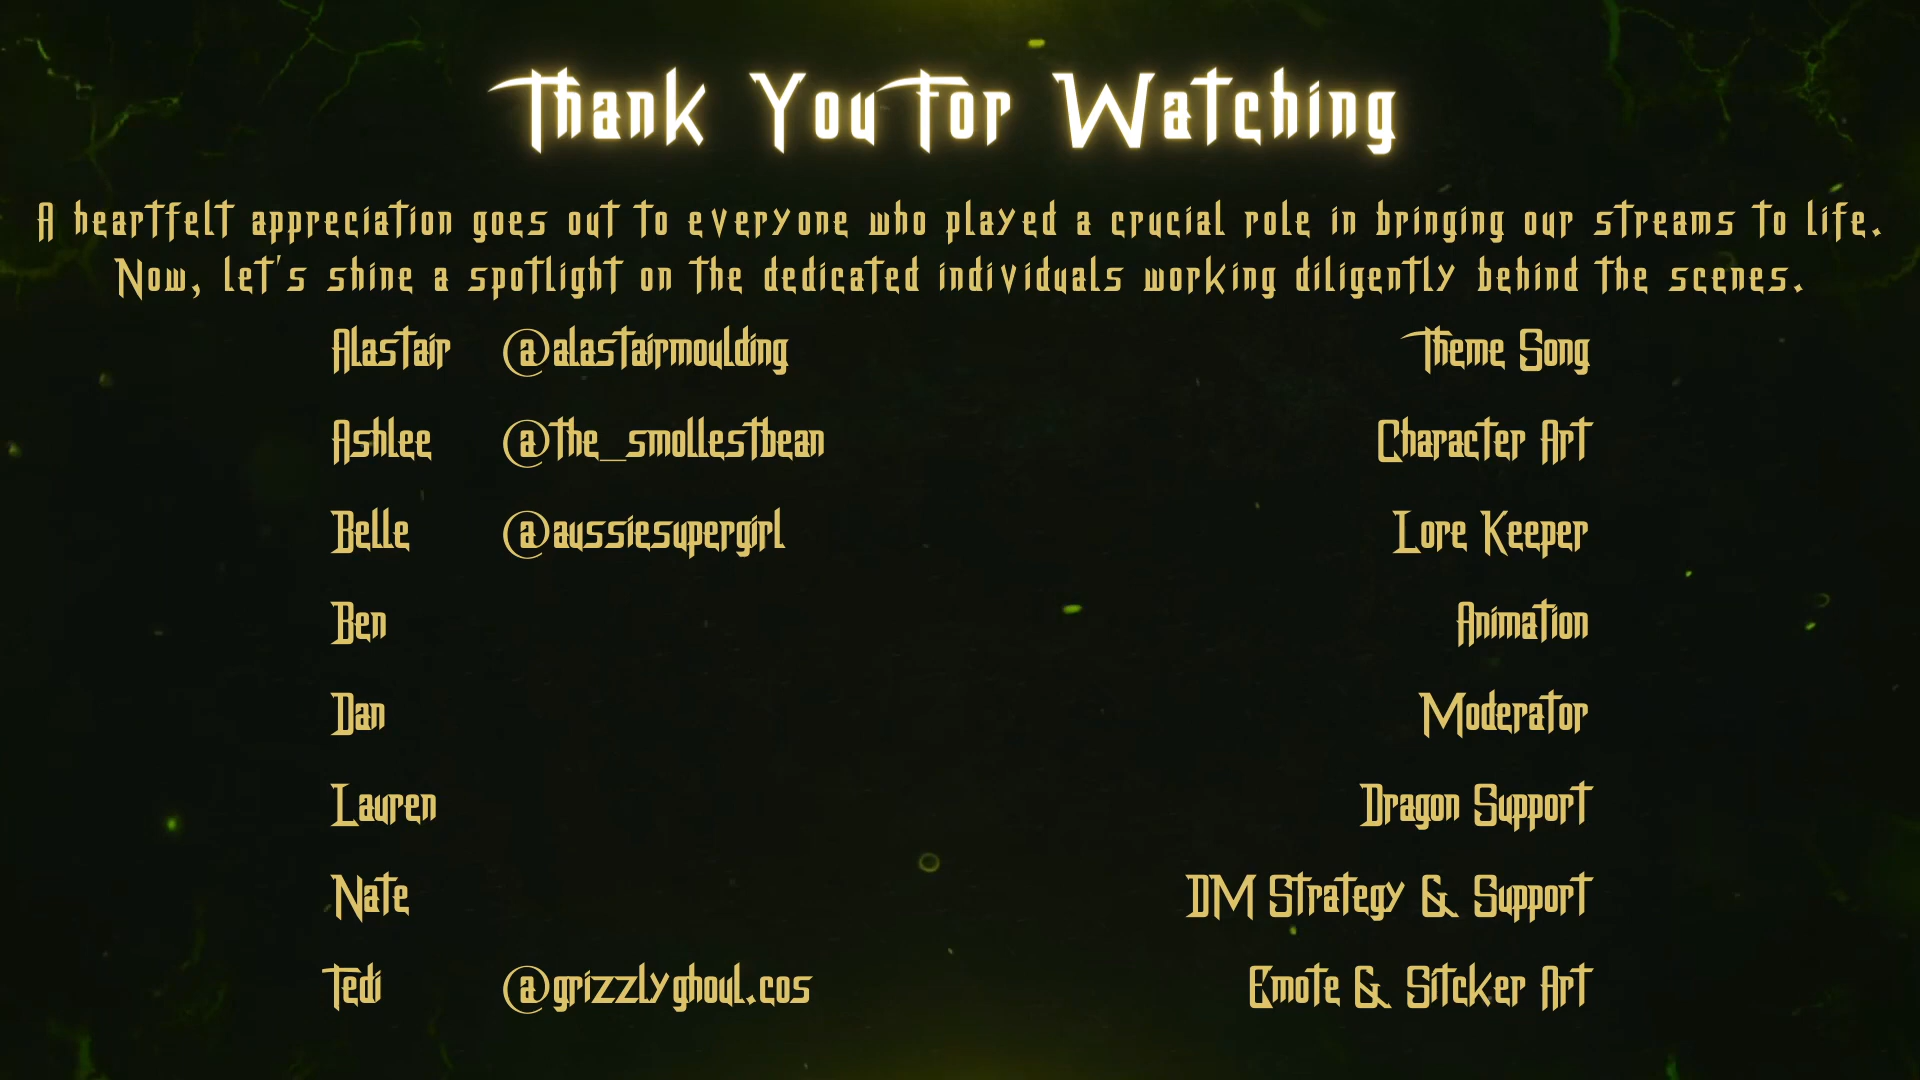 Thank You For Watching
A heartfelt appreciation goes out to everyone who played a crucial role in bringing our streams to life.
Now, let's shine a spotlight on the dedicated individuals working diligently behind the scenes.
Alastair @alastairmoulding Theme Song
Ashlee @the_smollestbean Character Art
Belle @aussiesupergirl Lore Keeper
Ben Animation
Dan Moderator
Lauren Dragon Support
Nate DM Strategy & Support
Tedi @grizzlyghoul.cos Emote & Sitcker Art